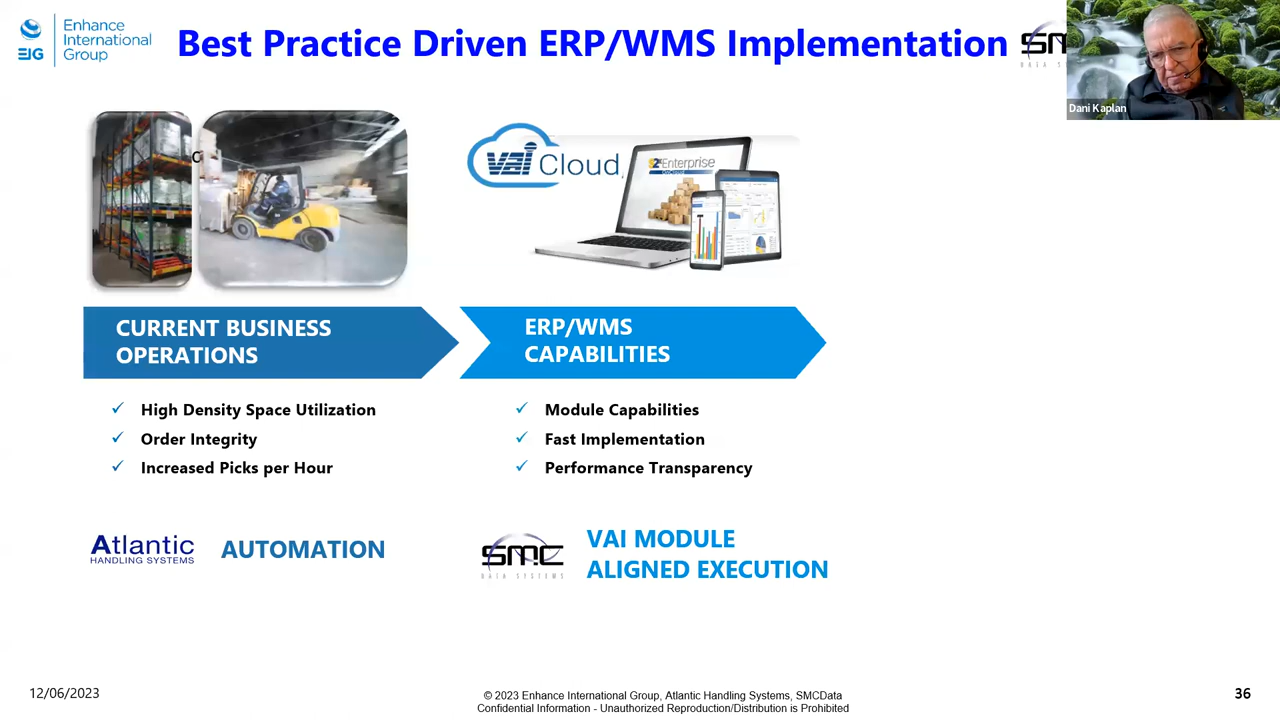 Enhance
International
Group
EIG
Best Practice Driven ERP/WMS Implementation
Dani Kaplan
vai Cloud
Enterprise
CURRENT BUSINESS
OPERATIONS
ERP/WMS
CAPABILITIES
✓ High Density Space Utilization
✓ Order Integrity
✓ Increased Picks per Hour
✓ Module Capabilities
✓ Fast Implementation
✓ Performance Transparency
Atlantic
HANDLING SYSTEMS
AUTOMATION
SMC
DATA SYSTEMS
VAI MODULE
ALIGNED EXECUTION
12/06/2023
© 2023 Enhance International Group, Atlantic Handling Systems, SMCData
Confidential Information - Unauthorized Reproduction/Distribution is Prohibited
36